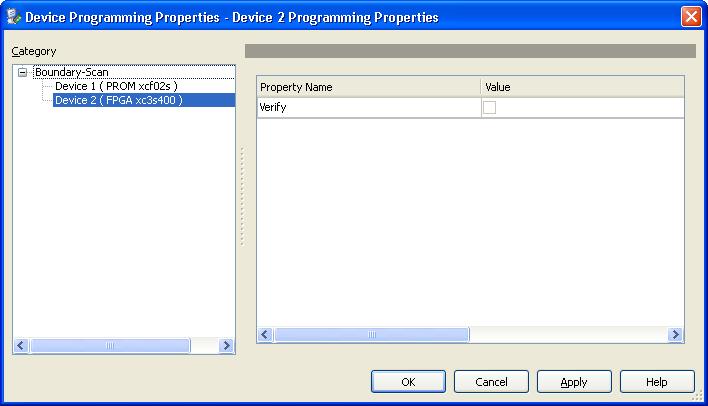 Device Programming Properties - Device 2 Programming Properties
Category
Boundary-Scan
Device 1 ( PROM xcf02s )
Device 2 ( FPGA xc3s400 )
Property Name Value
Verify
OK Cancel Apply Help